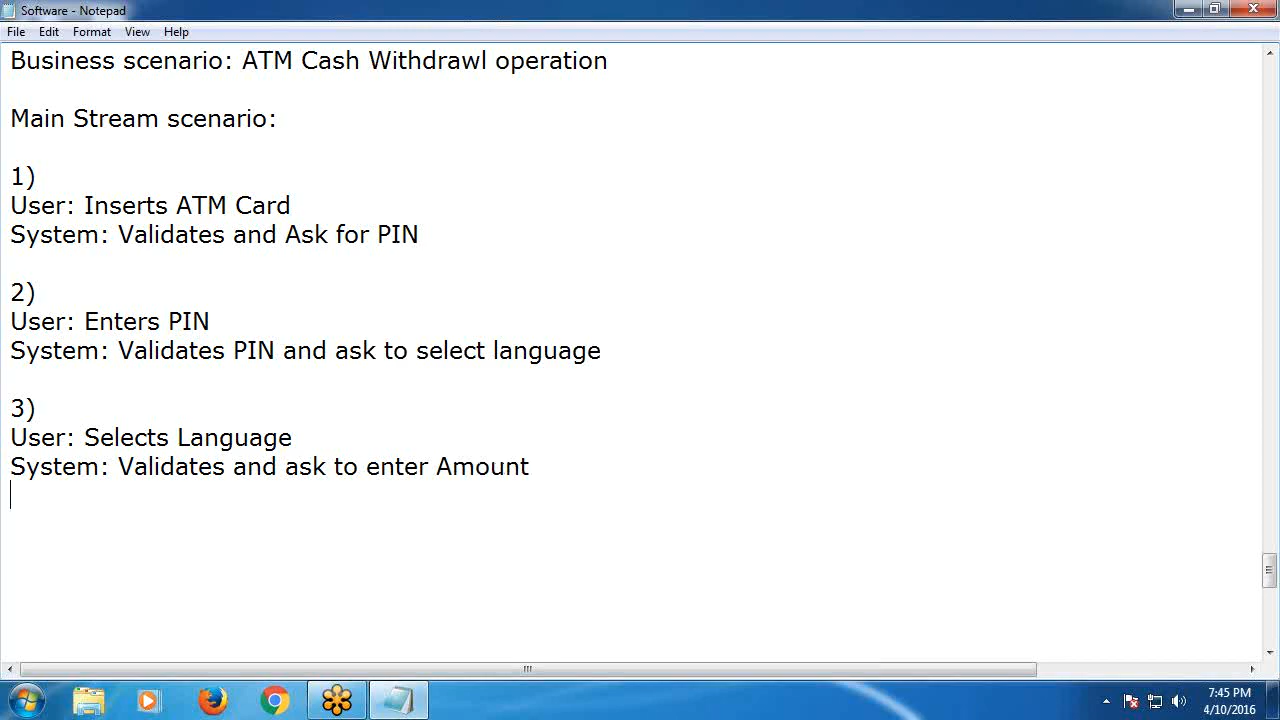 Software - Notepad
File Edit Format View Help
Business scenario: ATM Cash Withdrawl operation
Main Stream scenario:
1)
User: Inserts ATM Card
System: Validates and Ask for PIN
2)
User: Enters PIN
System: Validates PIN and ask to select language
3)
User: Selects Language
System: Validates and ask to enter Amount
7:45 PM
4/10/2016